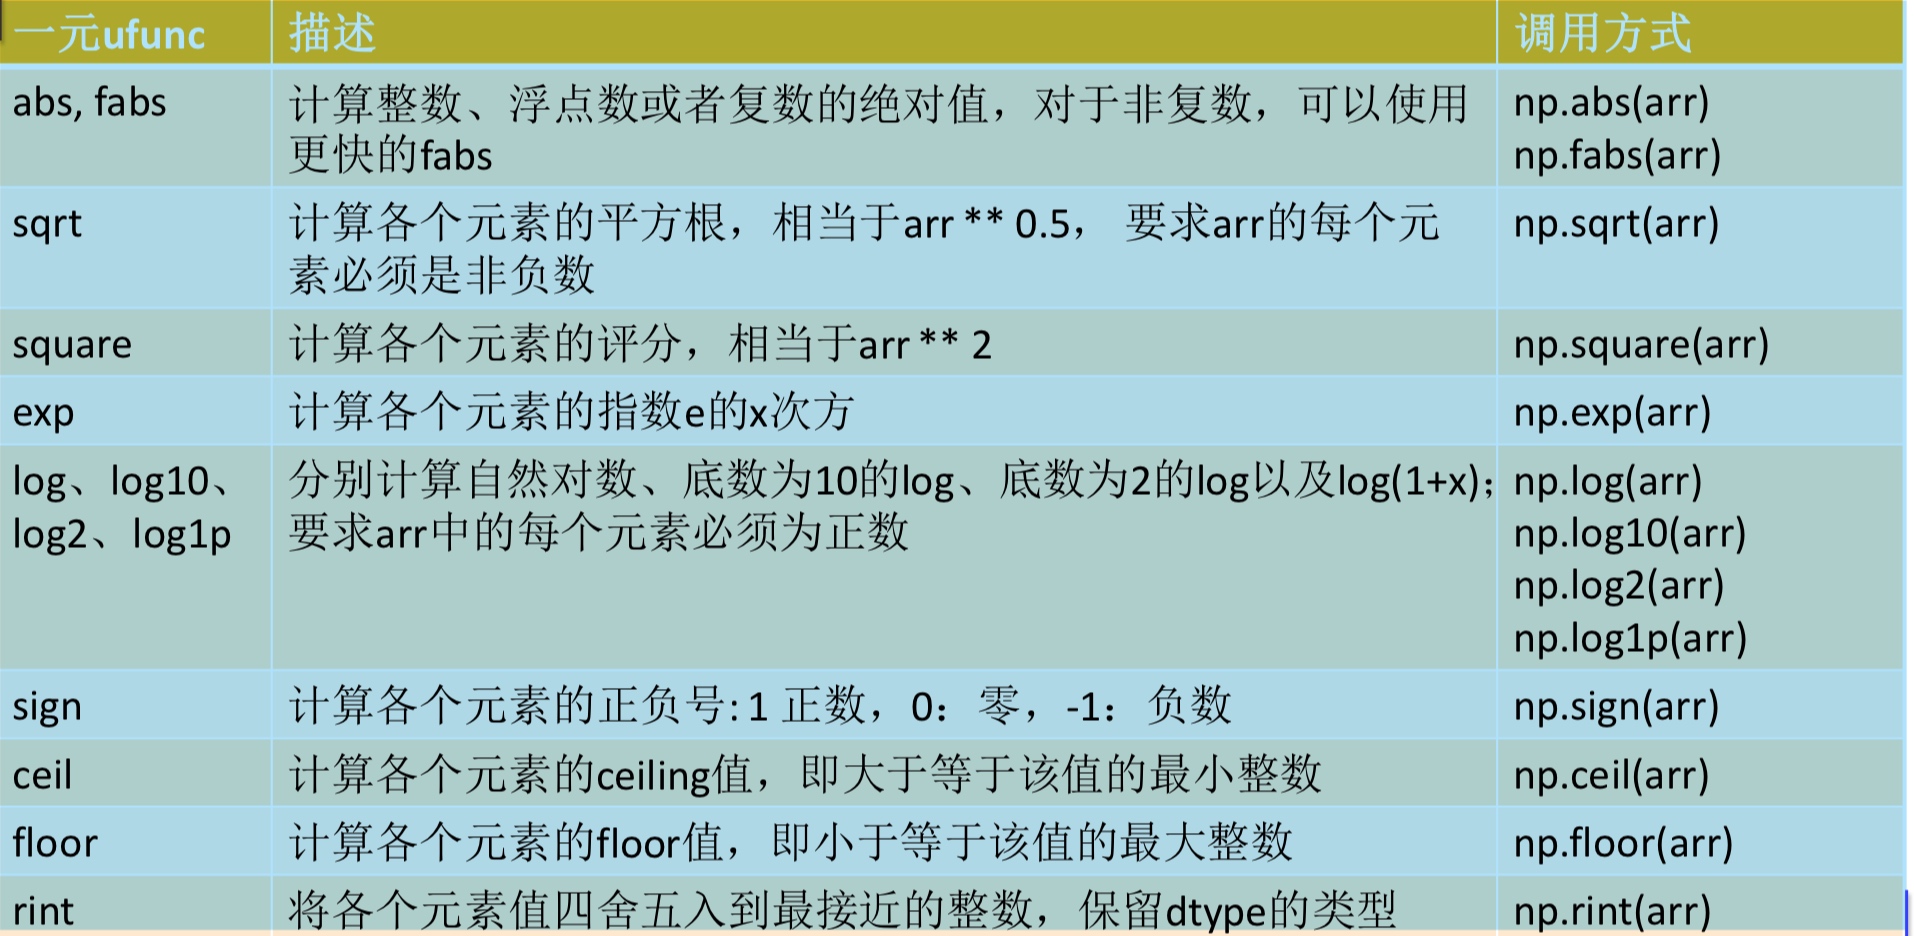 一元ufunc 描述 调用方式
abs, fabs 计算整数、浮点数或者复数的绝对值，对于非复数，可以使用 np.abs(arr)
更快的fabs np.fabs(arr)
sqrt 计算各个元素的平方根，相当于arr ** 0.5， 要求arr的每个元 np.sqrt(arr)
素必须是非负数
square 计算各个元素的评分，相当于arr ** 2 np.square(arr)
exp 计算各个元素的指数e的x次方 np.exp(arr)
log、log10、 分别计算自然对数、底数为10的log、底数为2的log以及log(1+x); np.log(arr)
log2、log1p 要求arr中的每个元素必须为正数 np.log10(arr)
np.log2(arr)
np.log1p(arr)
sign 计算各个元素的正负号: 1 正数，0：零，-1：负数 np.sign(arr)
ceil 计算各个元素的ceiling值，即大于等于该值的最小整数 np.ceil(arr)
floor 计算各个元素的floor值，即小于等于该值的最大整数 np.floor(arr)
rint 将各个元素值四舍五入到最接近的整数，保留dtype的类型 np.rint(arr)